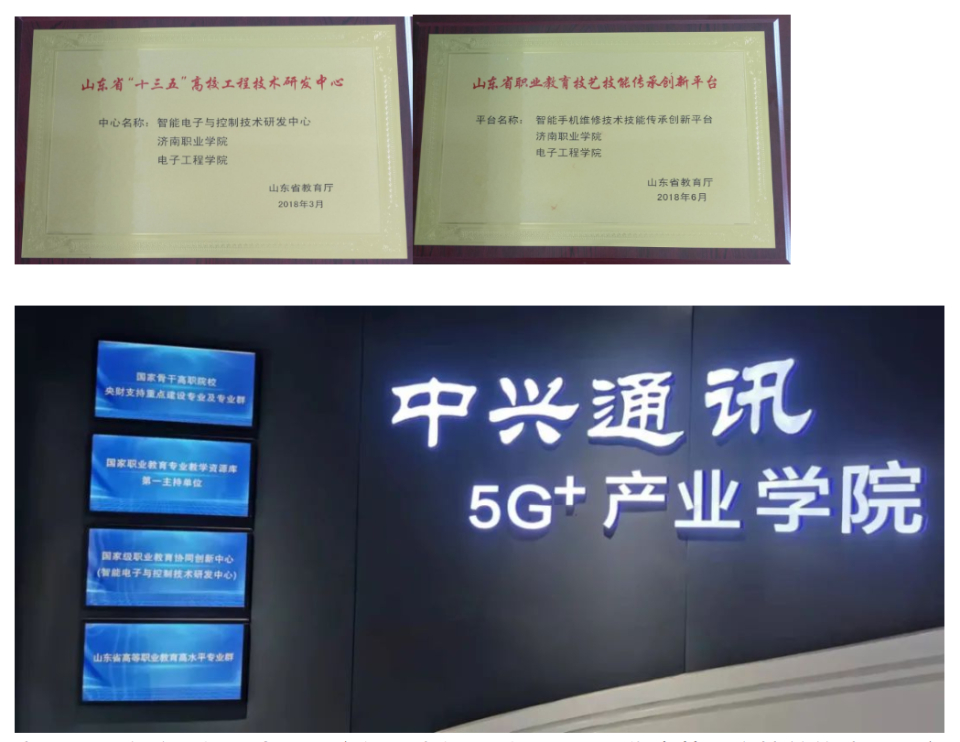 山东省“十三五”高校工程技术研发中心
中心名称：智能电子与控制技术研发中心
济南职业学院
电子工程学院
山东省教育厅
2018年3月
山东省职业教育技艺技能传承创新平台
平台名称：智能手机维修技术技能传承创新平台
济南职业学院
电子工程学院
山东省教育厅
2018年6月
国家骨干高职院校
央财支持重点建设专业及专业群
国家职业教育专业教学资源库
第一主持单位
国家级职业教育协同创新中心
(智能电子与控制技术研发中心)
山东省高等职业教育高水平专业群
中兴通讯
5G+产业学院